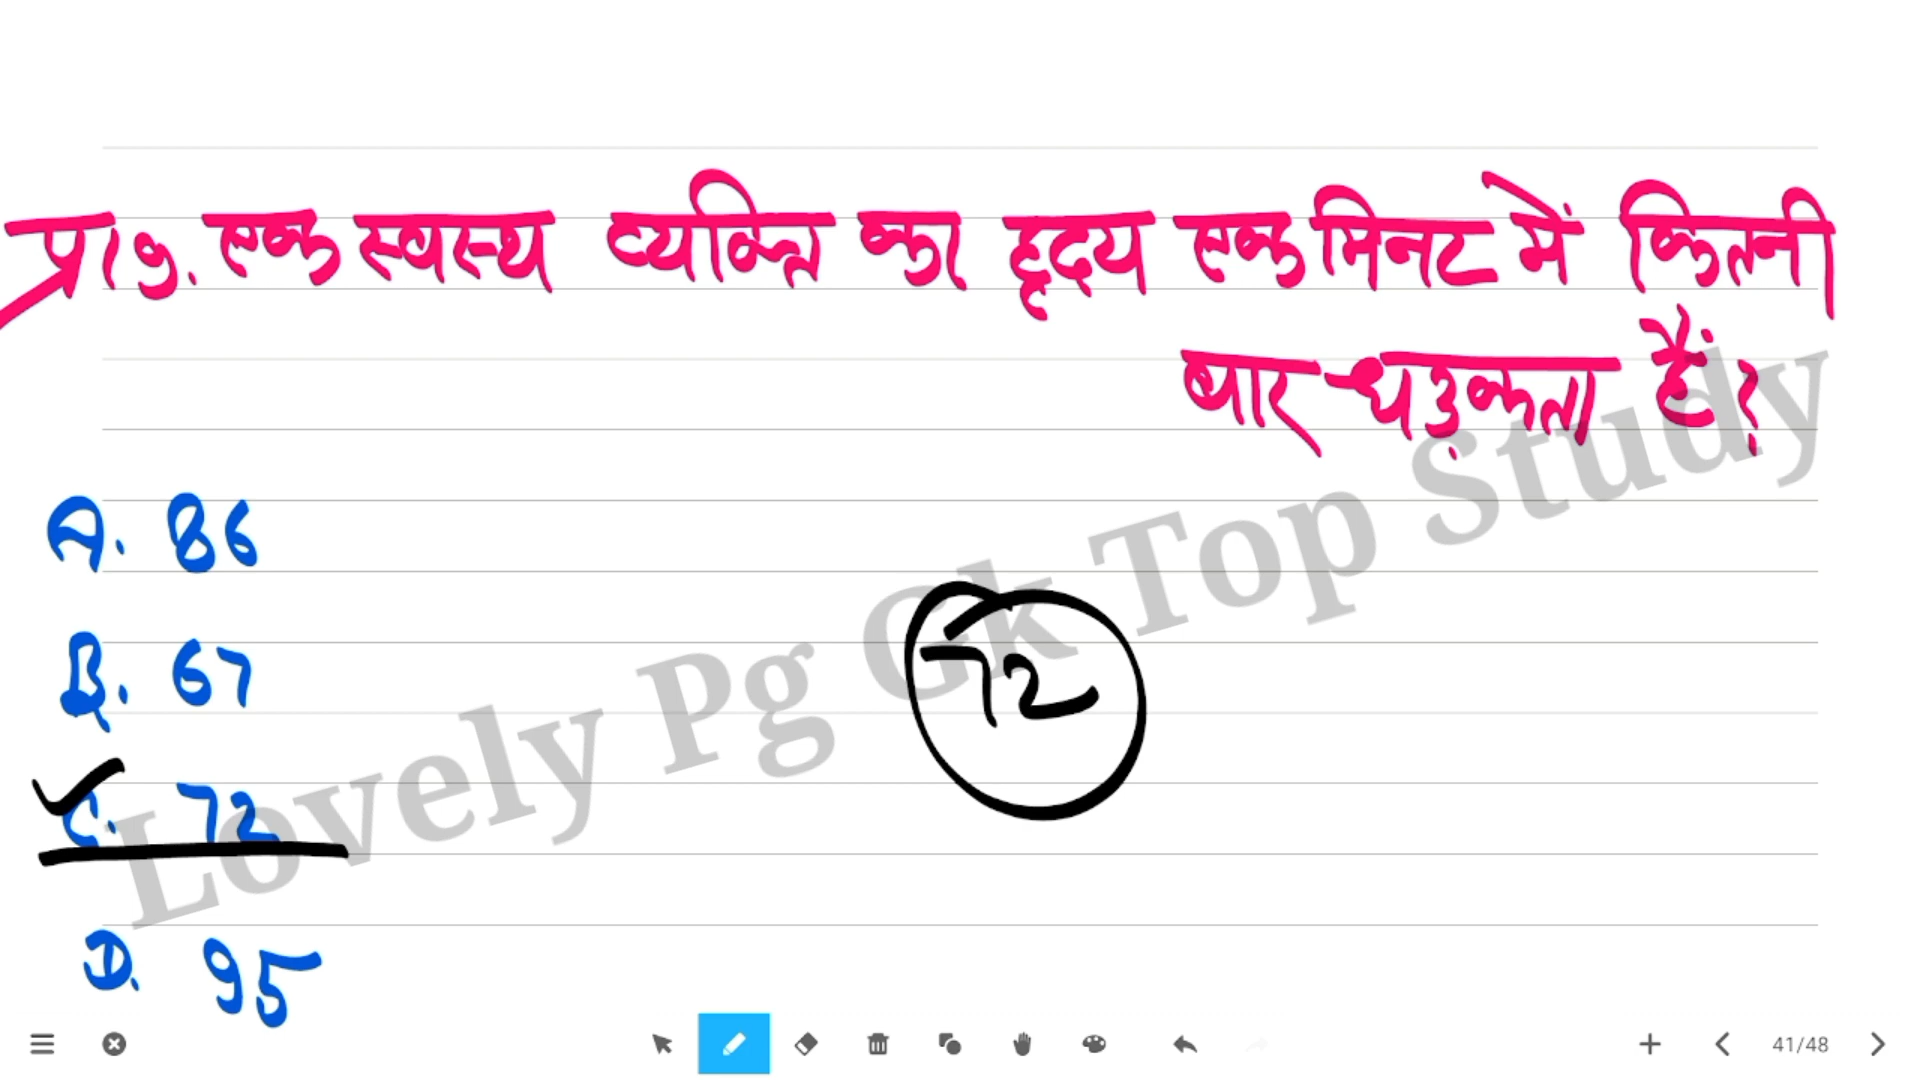 प्र19. एक स्वस्थ व्यक्ति का हृदय एक मिनट में कितनी
बार धड़कता हैं?
A. 86
B. 67
C. 72
D. 95
72
Lovely Pg Gk Top Study
41/48